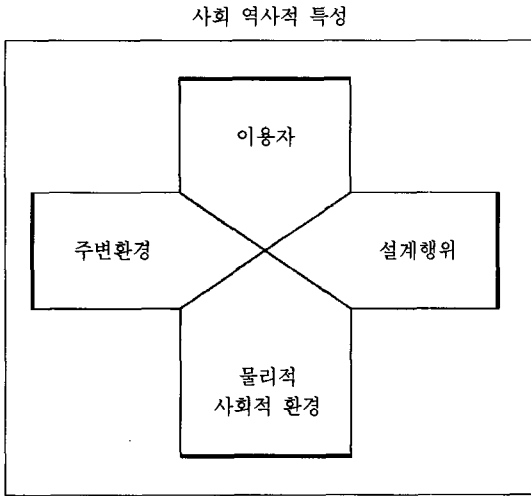 사회 역사적 특성
이용자
주변환경
설계행위
물리적
사회적 환경